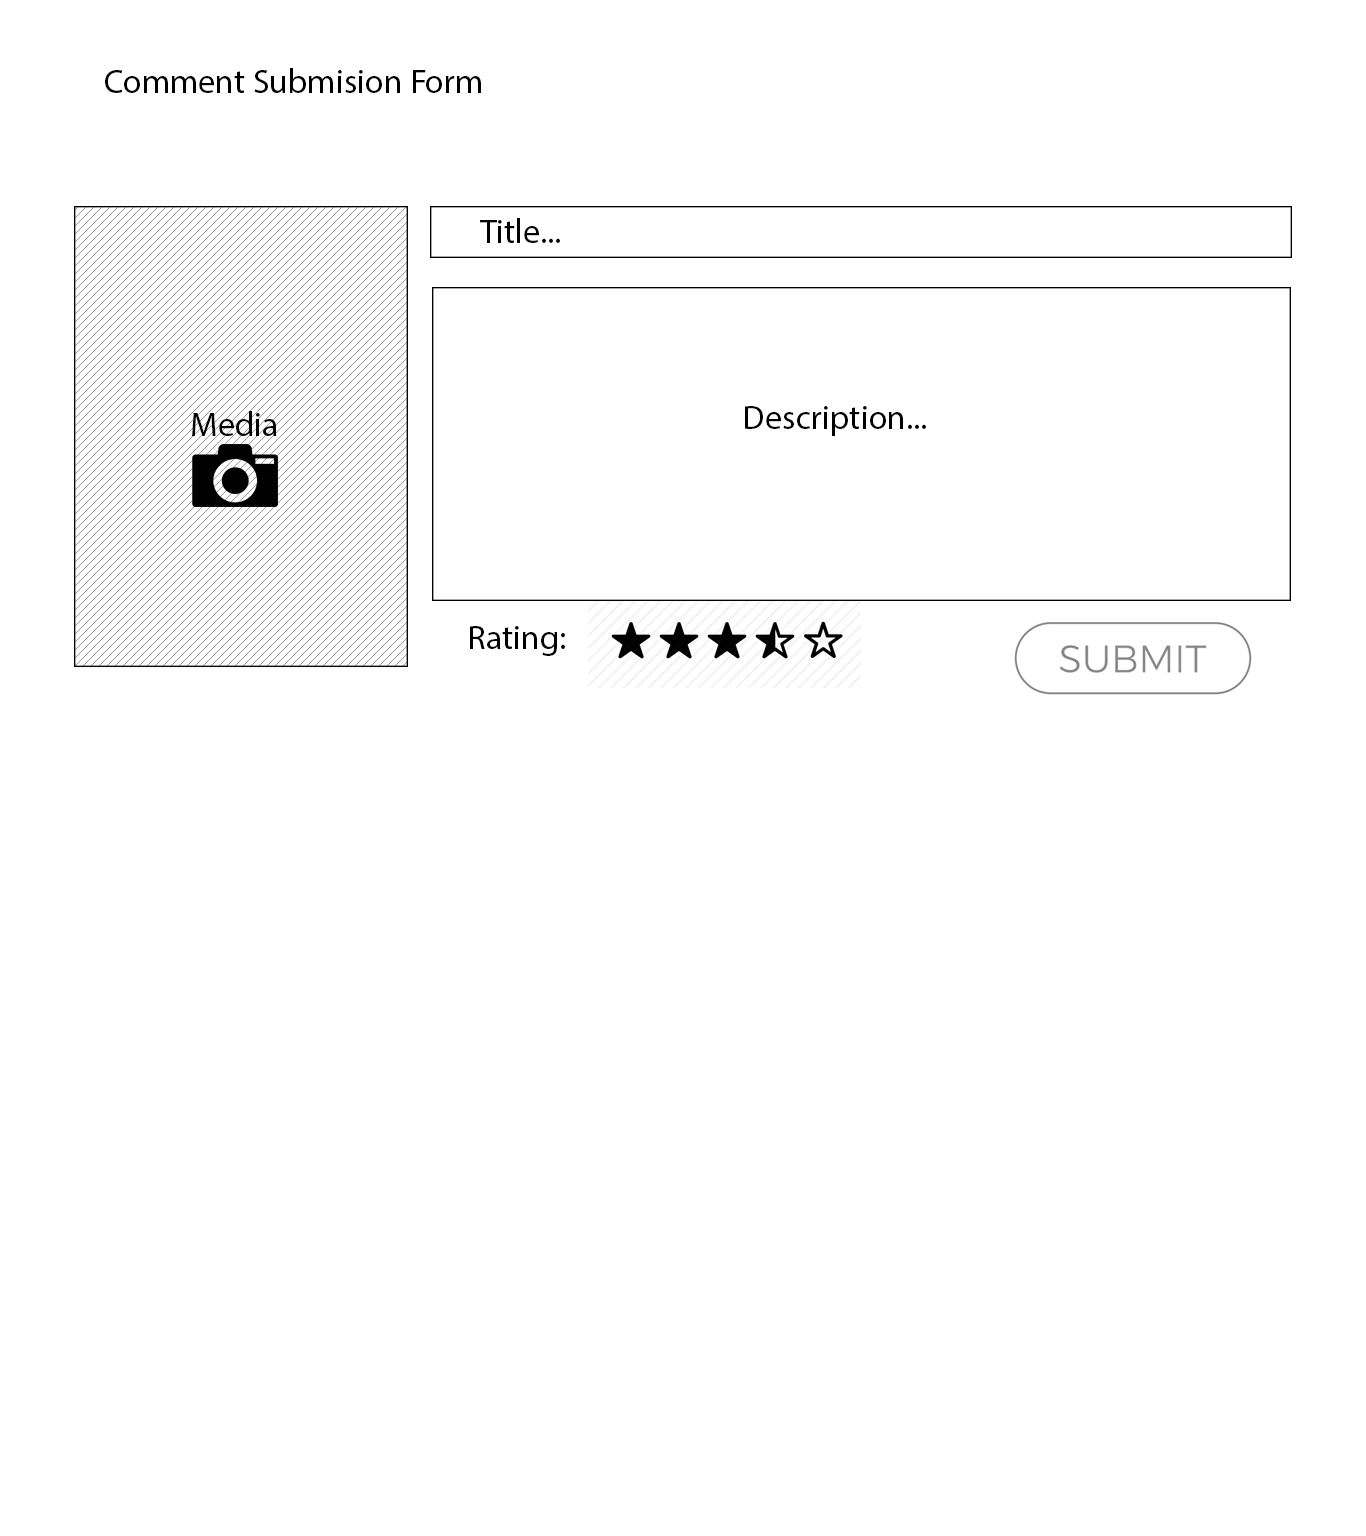 Comment Submision Form
Title...
Description...
Media
Rating:
SUBMIT